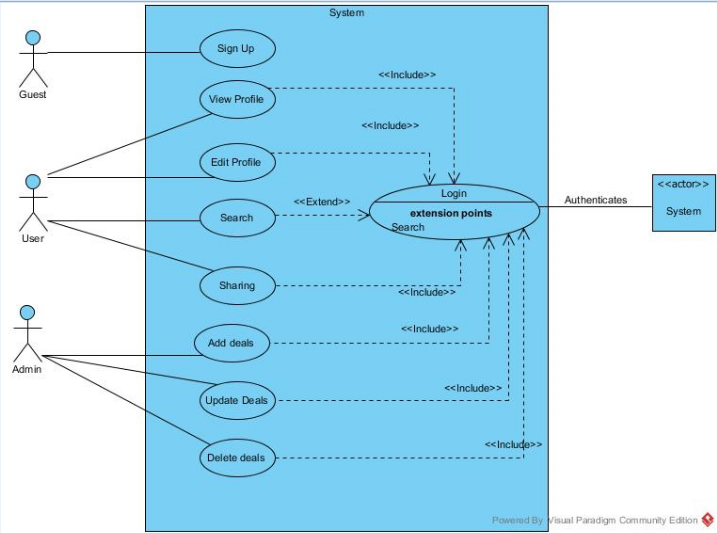 System
Sign Up
Guest
<<Include>>
View Profile
<<Include>>
Edit Profile
<<actor>>
System
Login
<<Extend>>
Authenticates
extension points
Search
Search
User
Sharing
<<Include>>
<<Include>>
Add deals
Admin
<<Include>>
Update Deals
<<Include>>
Delete deals
Powered By Visual Paradigm Community Edition